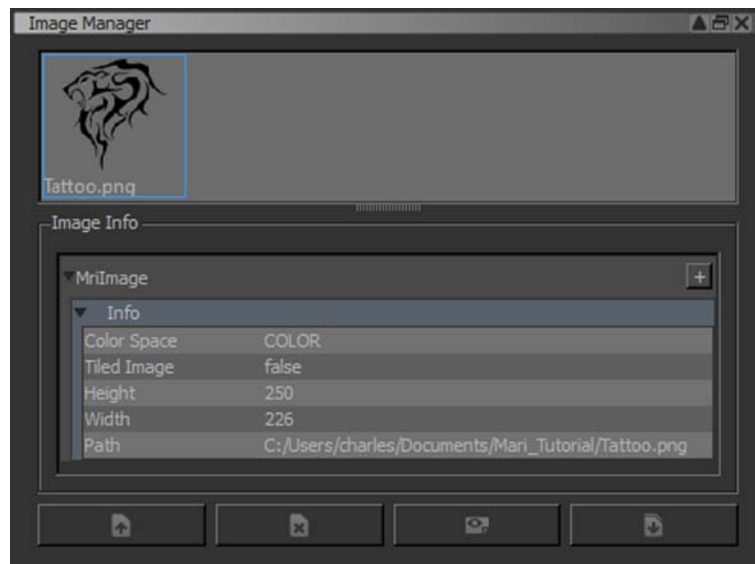 Image Manager
Tattoo.png
Image Info
MriImage
Info
Color Space COLOR
Tiled Image false
Height 250
Width 226
Path C:/Users/charles/Documents/Mari_Tutorial/Tattoo.png